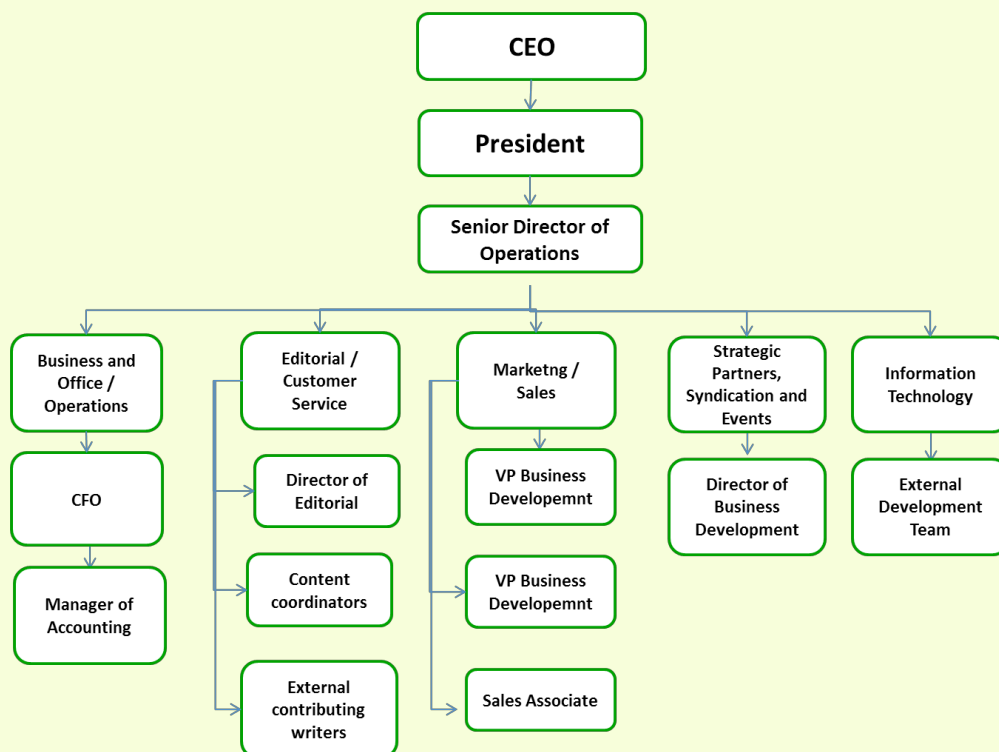 CEO
President
Senior Director of
Operations
Business and
Office /
Operations
Editorial /
Customer
Service
Marketng /
Sales
Strategic
Partners,
Syndication and
Events
Information
Technology
CFO
Director of
Editorial
VP Business
Developemnt
Director of
Business
Development
External
Development
Team
Manager of
Accounting
Content
coordinators
VP Business
Developemnt
External
contributing
writers
Sales Associate